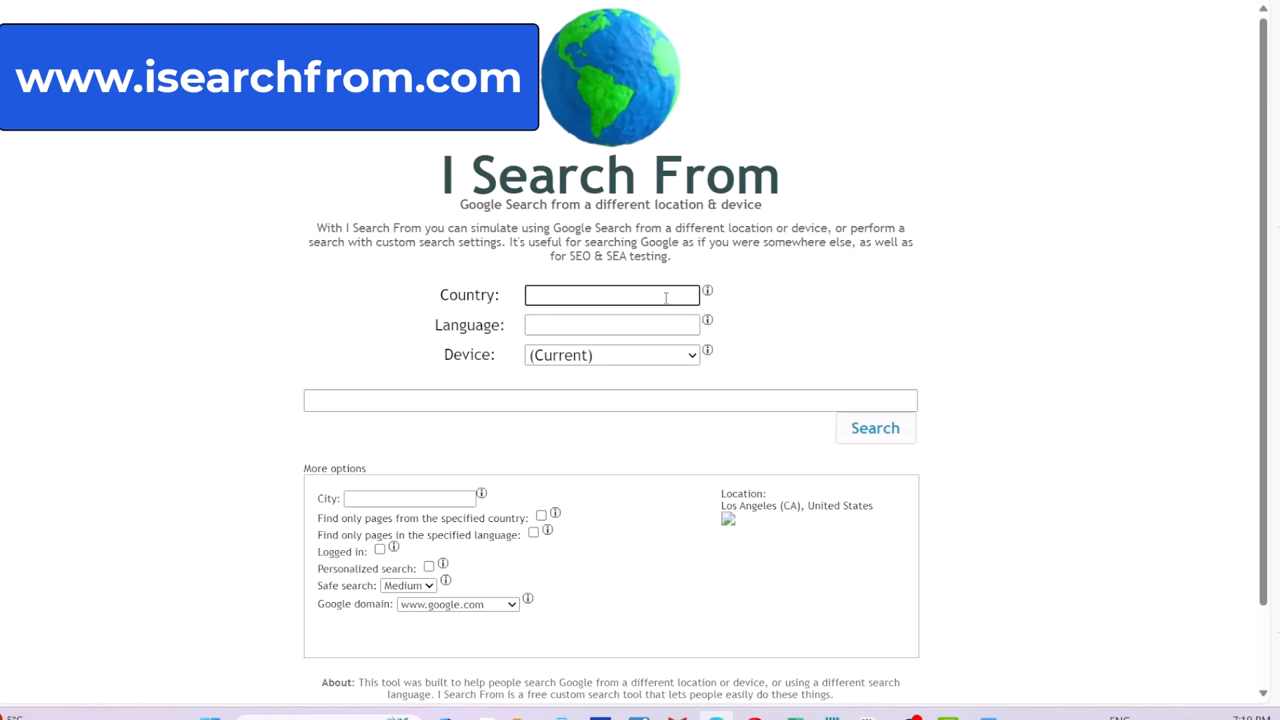 www.isearchfrom.com
I Search From
Google Search from a different location & device
With I Search From you can simulate using Google Search from a different location or device, or perform a
search with custom search settings. It's useful for searching Google as if you were somewhere else, as well as
for SEO & SEA testing.
Country:
Language:
Device: (Current)
Search
More options
City:
Find only pages from the specified country:
Find only pages in the specified language:
Logged in:
Personalized search:
Safe search: Medium
Google domain: www.google.com
Location:
Los Angeles (CA), United States
About: This tool was built to help people search Google from a different location or device, or using a different search
language. I Search From is a free custom search tool that lets people easily do these things.
5°C
ENG
7:19 PM